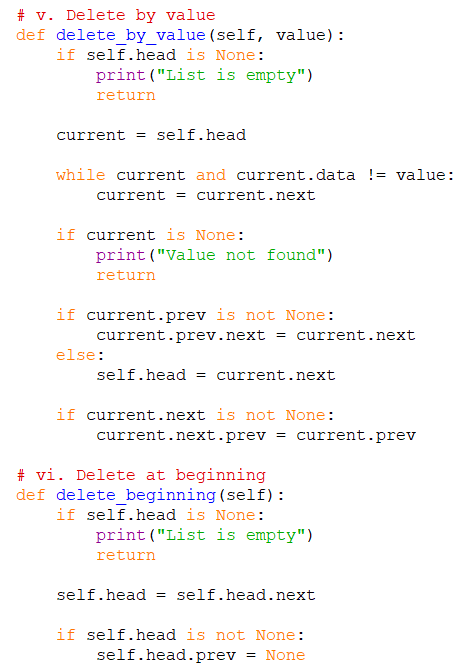 # v. Delete by value
def delete_by_value(self, value):
    if self.head is None:
        print("List is empty")
        return

    current = self.head

    while current and current.data != value:
        current = current.next

    if current is None:
        print("Value not found")
        return

    if current.prev is not None:
        current.prev.next = current.next
    else:
        self.head = current.next

    if current.next is not None:
        current.next.prev = current.prev

# vi. Delete at beginning
def delete_beginning(self):
    if self.head is None:
        print("List is empty")
        return

    self.head = self.head.next

    if self.head is not None:
        self.head.prev = None